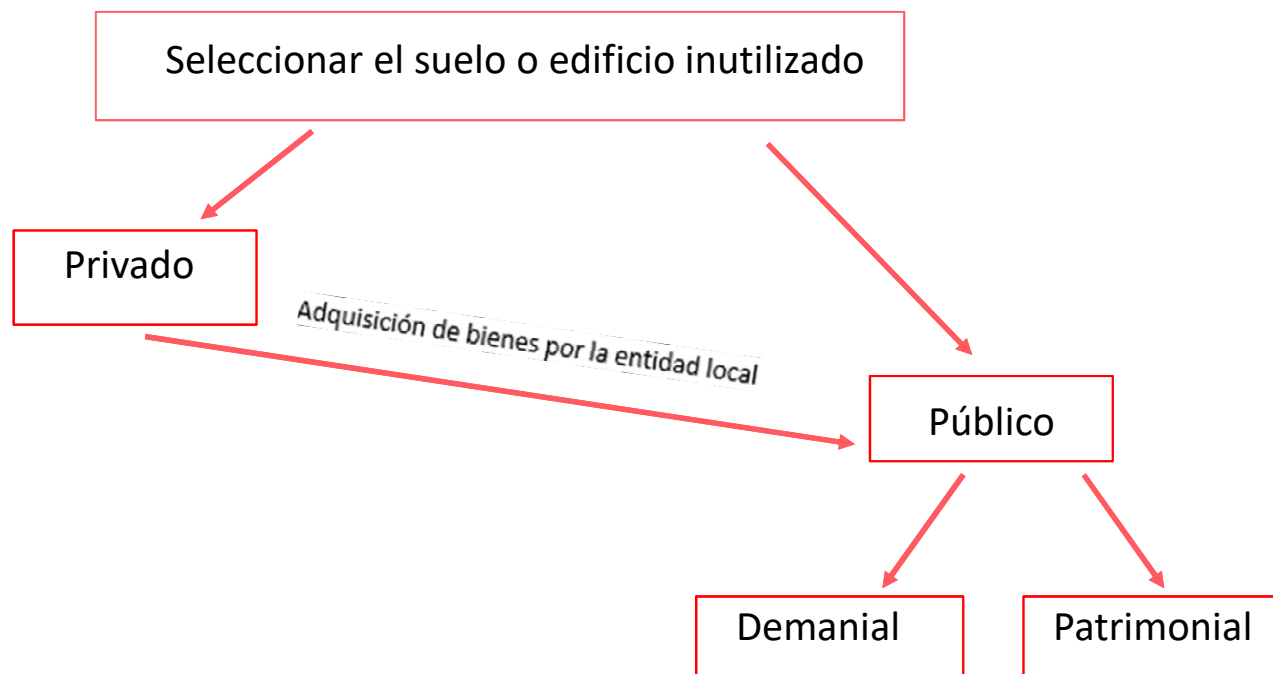 Seleccionar el suelo o edificio inutilizado
Privado
Adquisición de bienes por la entidad local
Público
Demanial
Patrimonial